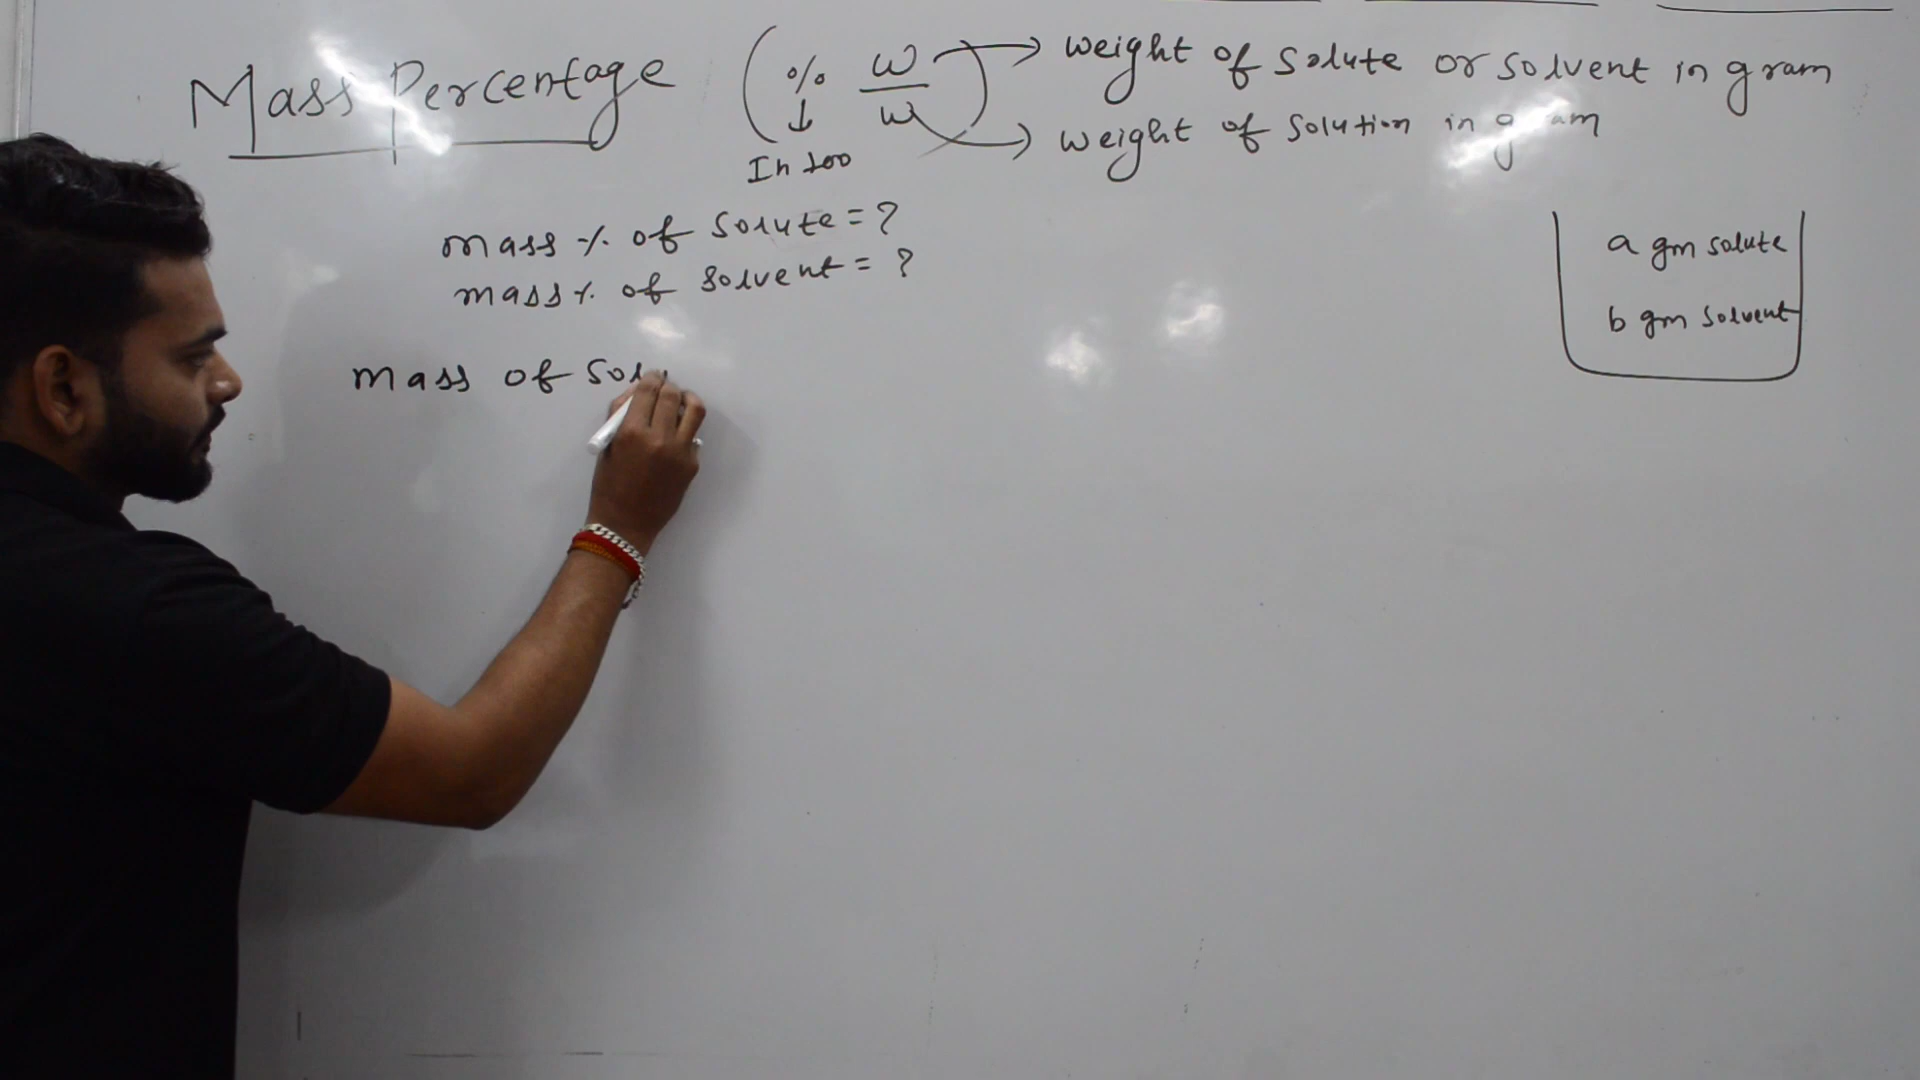 Mass Percentage (% w/w) → weight of solute or solvent in gram
→ weight of solution in gram
↓
In 100
mass % of solute = ?
mass % of solvent = ?
a gm solute
b gm solvent
mass of solu